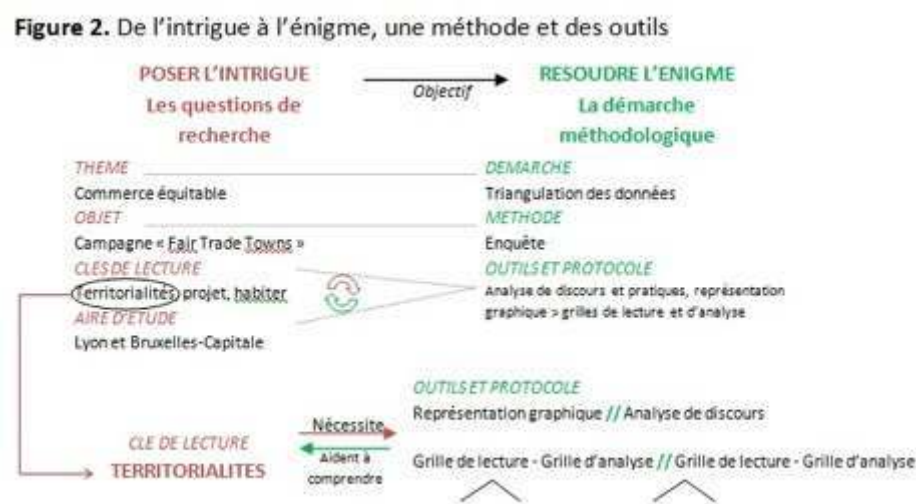 Figure 2. De l'intrigue à l'énigme, une méthode et des outils
POSER L'INTRIGUE
Les questions de
recherche
Objectif
RESOUDRE L'ENIGME
La démarche
méthodologique
THEME
Commerce équitable
OBJET
Campagne « Fair Trade Towns »
CLES DE LECTURE
Territorialités, projet, habiter
AIRE D'ETUDE
Lyon et Bruxelles-Capitale
DEMARCHE
Triangulation des données
METHODE
Enquête
OUTILS ET PROTOCOLE
Analyse de discours et pratiques, représentation
graphique > grilles de lecture et d'analyse
CLE DE LECTURE
TERRITORIALITES
Nécessite
Aident à
comprendre
OUTILS ET PROTOCOLE
Représentation graphique // Analyse de discours
Grille de lecture - Grille d'analyse // Grille de lecture - Grille d'analyse